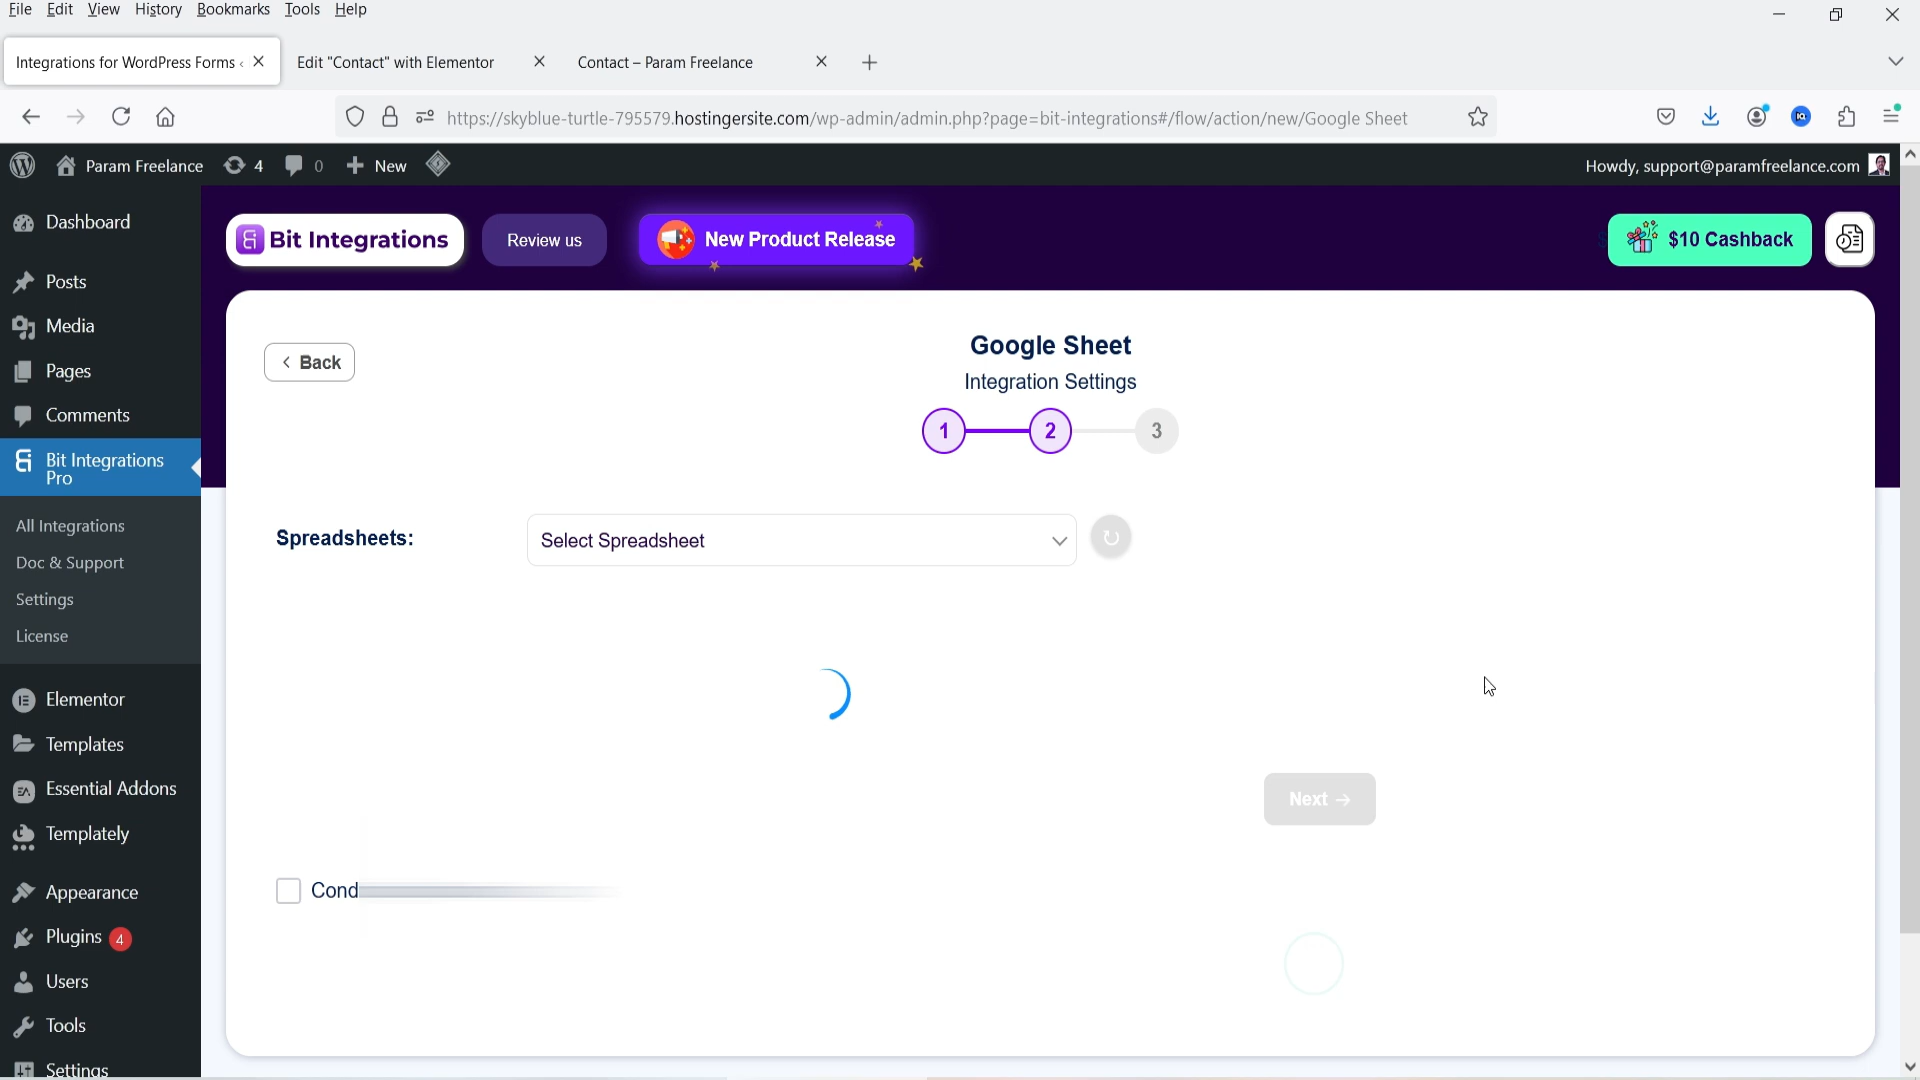 File Edit View History Bookmarks Tools Help
Integrations for WordPress Forms
Edit "Contact" with Elementor
Contact – Param Freelance
https://skyblue-turtle-795579.hostingersite.com/wp-admin/admin.php?page=bit-integrations#/flow/action/new/Google Sheet
Param Freelance 4 0 New
Howdy, support@paramfreelance.com
Dashboard
Posts
Media
Pages
Comments
Bit Integrations
Pro
All Integrations
Doc & Support
Settings
License
Elementor
Templates
Essential Addons
Templately
Appearance
Plugins 4
Users
Tools
Settings
Bit Integrations
Review us
New Product Release
$10 Cashback
Back
Google Sheet
Integration Settings
1 2 3
Spreadsheets:
Select Spreadsheet
Next →
Cond